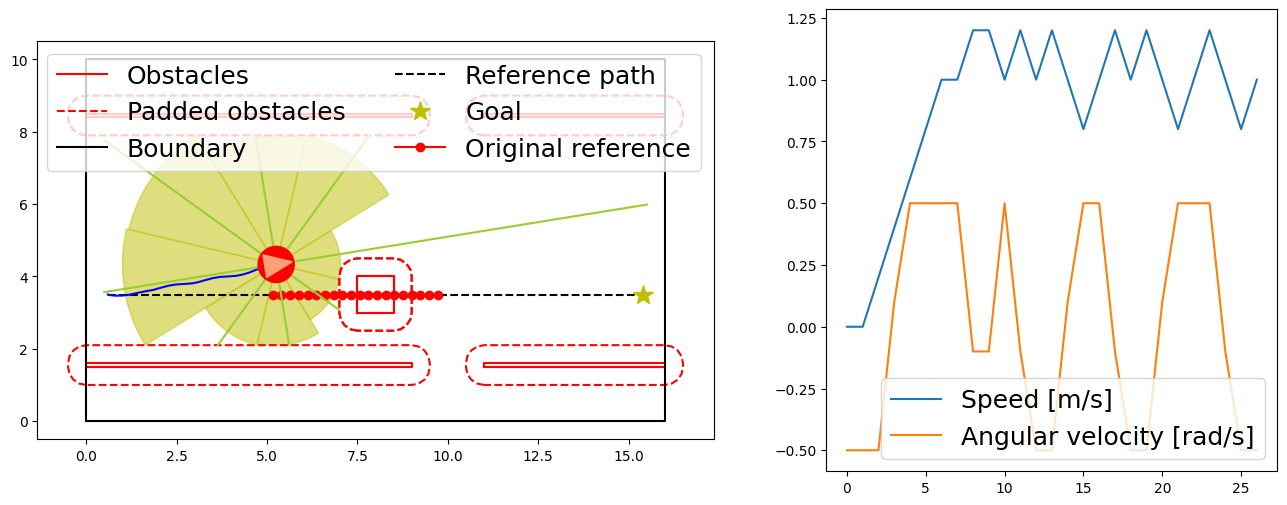 Obstacles
Padded obstacles
Boundary
Reference path
Goal
Original reference
10
8
6
4
2
0
0.0 2.5 5.0 7.5 10.0 12.5 15.0
1.25
1.00
0.75
0.50
0.25
0.00
−0.25
−0.50
Speed [m/s]
Angular velocity [rad/s]
0 5 10 15 20 25